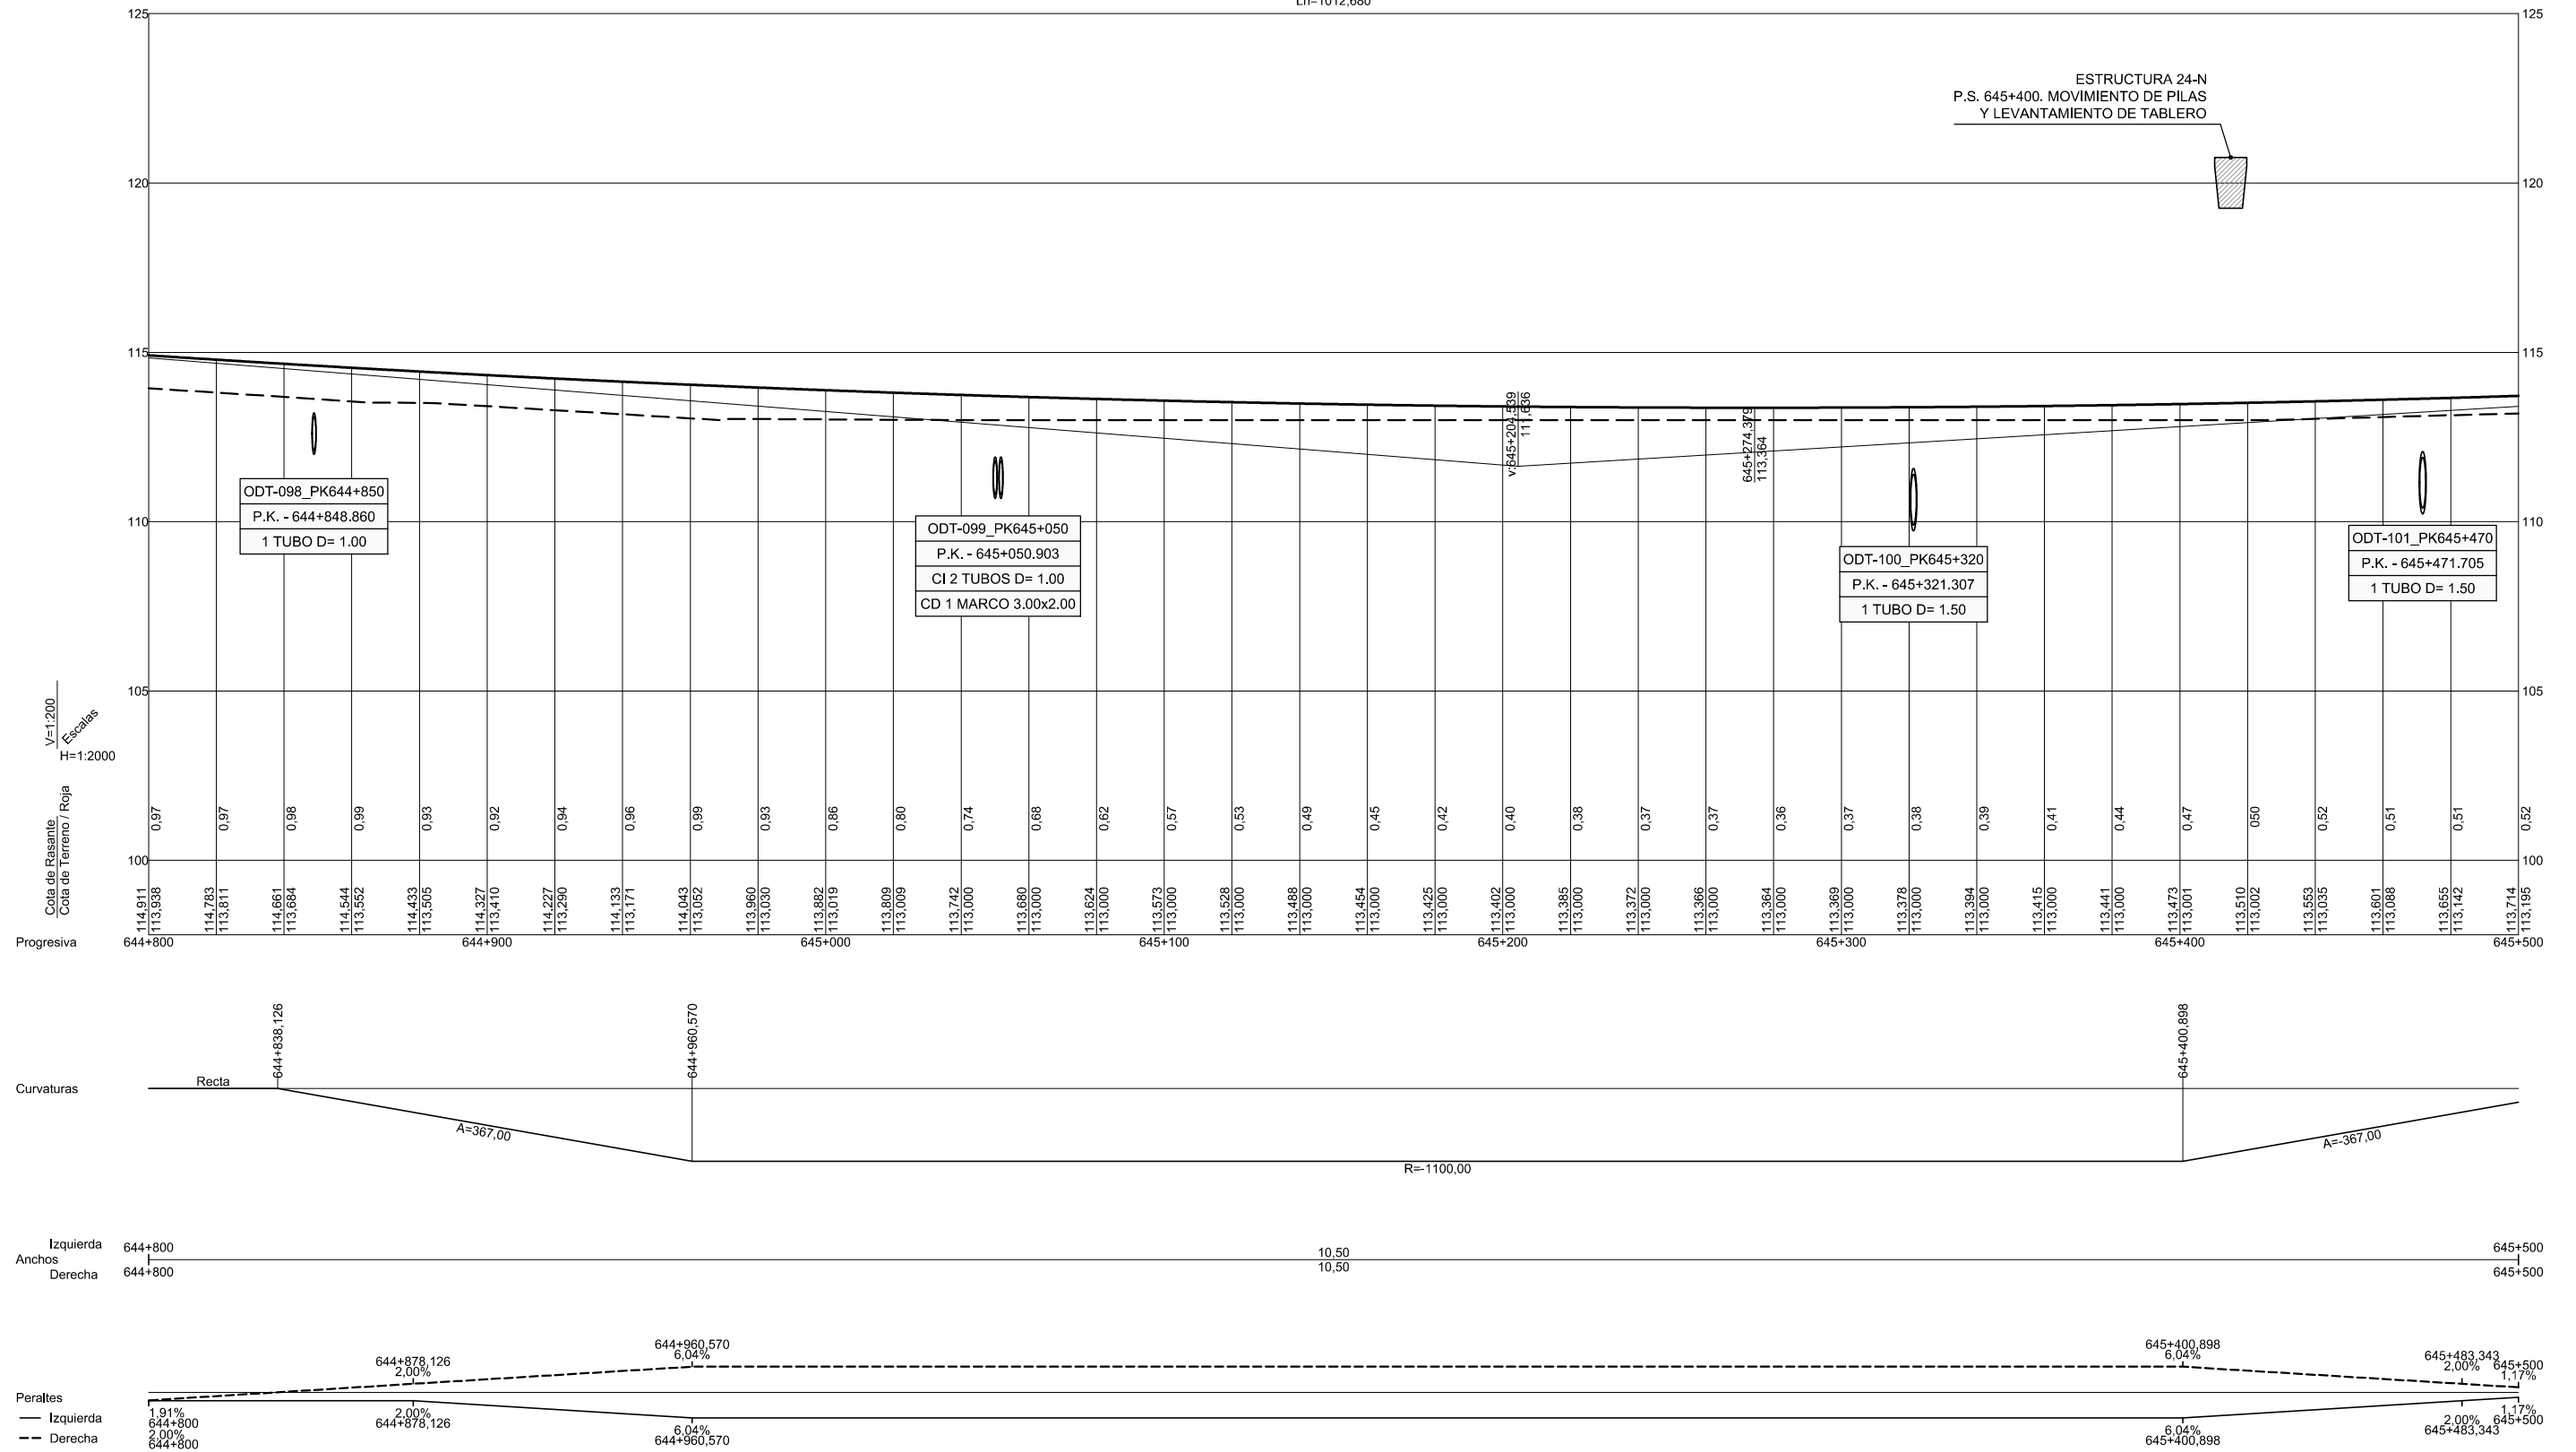 Ln=1012,680
125
125
ESTRUCTURA 24-N
P.S. 645+400. MOVIMIENTO DE PILAS
Y LEVANTAMIENTO DE TABLERO
120
120
115
115
v:645+204,539
111,636
645+274,379
113,364
ODT-098_PK644+850
P.K. - 644+848.860
1 TUBO D= 1.00
ODT-099_PK645+050
P.K. - 645+050.903
CI 2 TUBOS D= 1.00
CD 1 MARCO 3.00x2.00
ODT-100_PK645+320
P.K. - 645+321.307
1 TUBO D= 1.50
ODT-101_PK645+470
P.K. - 645+471.705
1 TUBO D= 1.50
110
110
105
105
V=1:200
Escalas
H=1:2000
Cota de Rasante
Cota de Terreno / Roja
0,97 0,97 0,98 0,99 0,93 0,92 0,94 0,96 0,99 0,93 0,86 0,80 0,74 0,68 0,62 0,57 0,53 0,49 0,45 0,42 0,40 0,38 0,37 0,37 0,36 0,37 0,38 0,39 0,41 0,44 0,47 050 0,52 0,51 0,51 0,52
100
100
114,911 114,783 114,661 114,544 114,433 114,327 114,227 114,133 114,043 113,960 113,882 113,809 113,742 113,680 113,624 113,573 113,528 113,488 113,454 113,425 113,402 113,385 113,372 113,366 113,364 113,369 113,378 113,394 113,415 113,441 113,473 113,510 113,553 113,601 113,655 113,714
113,938 113,811 113,684 113,552 113,505 113,410 113,290 113,171 113,052 113,030 113,019 113,009 113,000 113,000 113,000 113,000 113,000 113,000 113,000 113,000 113,000 113,000 113,000 113,000 113,000 113,000 113,000 113,000 113,000 113,000 113,001 113,002 113,035 113,088 113,142 113,195
Progresiva
644+800 644+900 645+000 645+100 645+200 645+300 645+400 645+500
644+838,126
644+960,570
645+400,898
Curvaturas
Recta
A=367,00
R=-1100,00
A=-367,00
Izquierda
Anchos
Derecha
644+800
644+800
10,50
10,50
645+500
645+500
644+878,126
2,00%
644+960,570
6,04%
645+400,898
6,04%
645+483,343
2,00%
645+500
1,17%
Peraltes
Izquierda
Derecha
1,91%
644+800
2,00%
644+800
2,00%
644+878,126
6,04%
644+960,570
6,04%
645+400,898
2,00%
645+483,343
1,17%
645+500